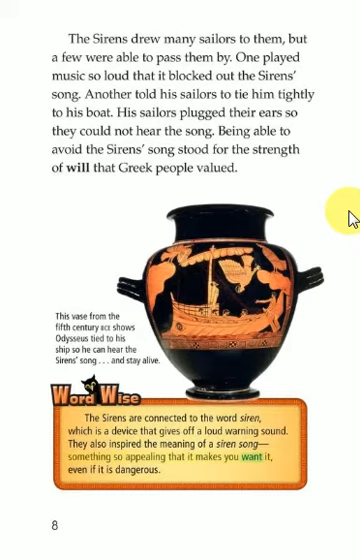 The Sirens drew many sailors to them, but
a few were able to pass them by. One played
music so loud that it blocked out the Sirens'
song. Another told his sailors to tie him tightly
to his boat. His sailors plugged their ears so
they could not hear the song. Being able to
avoid the Sirens' song stood for the strength
of will that Greek people valued.
This vase from the
fifth century BCE shows
Odysseus tied to his
ship so he can hear the
Sirens' song . . . and stay alive.
Word Wise
The Sirens are connected to the word siren,
which is a device that gives off a loud warning sound.
They also inspired the meaning of a siren song—
something so appealing that it makes you want it,
even if it is dangerous.
8